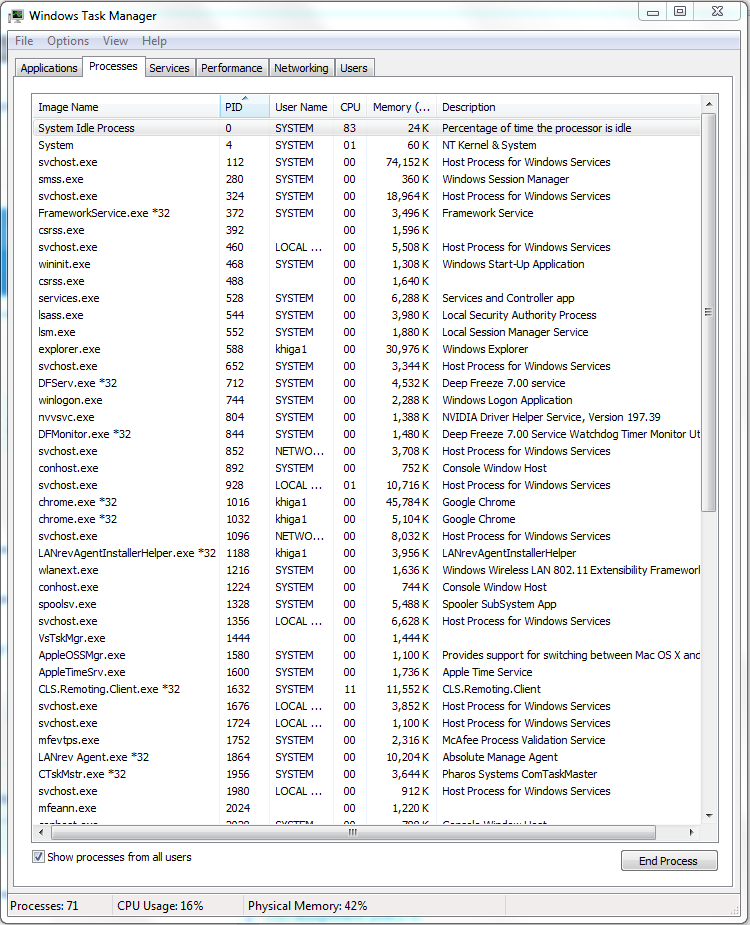 Windows Task Manager
File Options View Help
Applications Processes Services Performance Networking Users
Image Name PID User Name CPU Memory (... Description
System Idle Process 0 SYSTEM 83 24 K Percentage of time the processor is idle
System 4 SYSTEM 01 60 K NT Kernel & System
svchost.exe 112 SYSTEM 00 74,152 K Host Process for Windows Services
smss.exe 280 SYSTEM 00 360 K Windows Session Manager
svchost.exe 324 SYSTEM 00 18,964 K Host Process for Windows Services
FrameworkService.exe *32 372 SYSTEM 00 3,496 K Framework Service
csrss.exe 392 00 1,596 K
svchost.exe 460 LOCAL ... 00 5,508 K Host Process for Windows Services
wininit.exe 468 SYSTEM 00 1,308 K Windows Start-Up Application
csrss.exe 488 00 1,640 K
services.exe 528 SYSTEM 00 6,288 K Services and Controller app
lsass.exe 544 SYSTEM 00 3,980 K Local Security Authority Process
lsm.exe 552 SYSTEM 00 1,880 K Local Session Manager Service
explorer.exe 588 khiga1 00 30,976 K Windows Explorer
svchost.exe 652 SYSTEM 00 3,344 K Host Process for Windows Services
DFServ.exe *32 712 SYSTEM 00 4,532 K Deep Freeze 7.00 service
winlogon.exe 744 SYSTEM 00 2,288 K Windows Logon Application
nvvsvc.exe 804 SYSTEM 00 1,388 K NVIDIA Driver Helper Service, Version 197.39
DFMonitor.exe *32 844 SYSTEM 00 1,480 K Deep Freeze 7.00 Service Watchdog Timer Monitor Ut
svchost.exe 852 NETWO... 00 3,708 K Host Process for Windows Services
conhost.exe 892 SYSTEM 00 752 K Console Window Host
svchost.exe 928 LOCAL ... 01 10,716 K Host Process for Windows Services
chrome.exe *32 1016 khiga1 00 45,784 K Google Chrome
chrome.exe *32 1032 khiga1 00 5,104 K Google Chrome
svchost.exe 1096 NETWO... 00 8,032 K Host Process for Windows Services
LANrevAgentInstallerHelper.exe *32 1188 khiga1 00 3,956 K LANrevAgentInstallerHelper
wlanext.exe 1216 SYSTEM 00 1,636 K Windows Wireless LAN 802.11 Extensibility Framework
conhost.exe 1224 SYSTEM 00 744 K Console Window Host
spoolsv.exe 1328 SYSTEM 00 5,488 K Spooler SubSystem App
svchost.exe 1356 LOCAL ... 00 6,628 K Host Process for Windows Services
VsTskMgr.exe 1444 00 1,444 K
AppleOSSMgr.exe 1580 SYSTEM 00 1,100 K Provides support for switching between Mac OS X and
AppleTimeSrv.exe 1600 SYSTEM 00 1,736 K Apple Time Service
CLS.Remoting.Client.exe *32 1632 SYSTEM 11 11,552 K CLS.Remoting.Client
svchost.exe 1676 LOCAL ... 00 3,852 K Host Process for Windows Services
svchost.exe 1724 LOCAL ... 00 1,100 K Host Process for Windows Services
mfevtps.exe 1752 SYSTEM 00 2,316 K McAfee Process Validation Service
LANrev Agent.exe *32 1864 SYSTEM 00 10,204 K Absolute Manage Agent
CTskMstr.exe *32 1956 SYSTEM 00 3,644 K Pharos Systems ComTaskMaster
svchost.exe 1980 LOCAL ... 00 912 K Host Process for Windows Services
mfeann.exe 2024 00 1,220 K
Show processes from all users
End Process
Processes: 71 CPU Usage: 16% Physical Memory: 42%